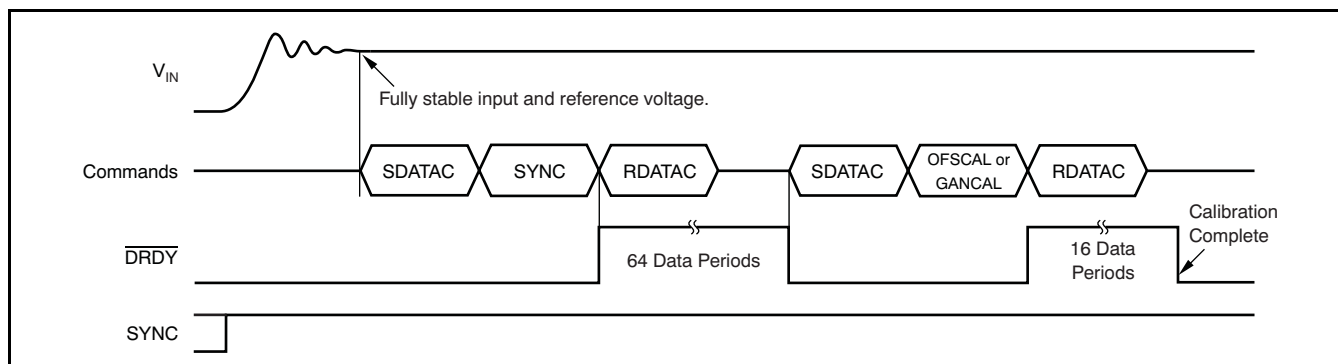 V_IN
Fully stable input and reference voltage.
Commands
SDATAC
SYNC
RDATAC
SDATAC
OFSCAL or
GANCAL
RDATAC
Calibration
Complete
DRDY
64 Data Periods
16 Data
Periods
SYNC